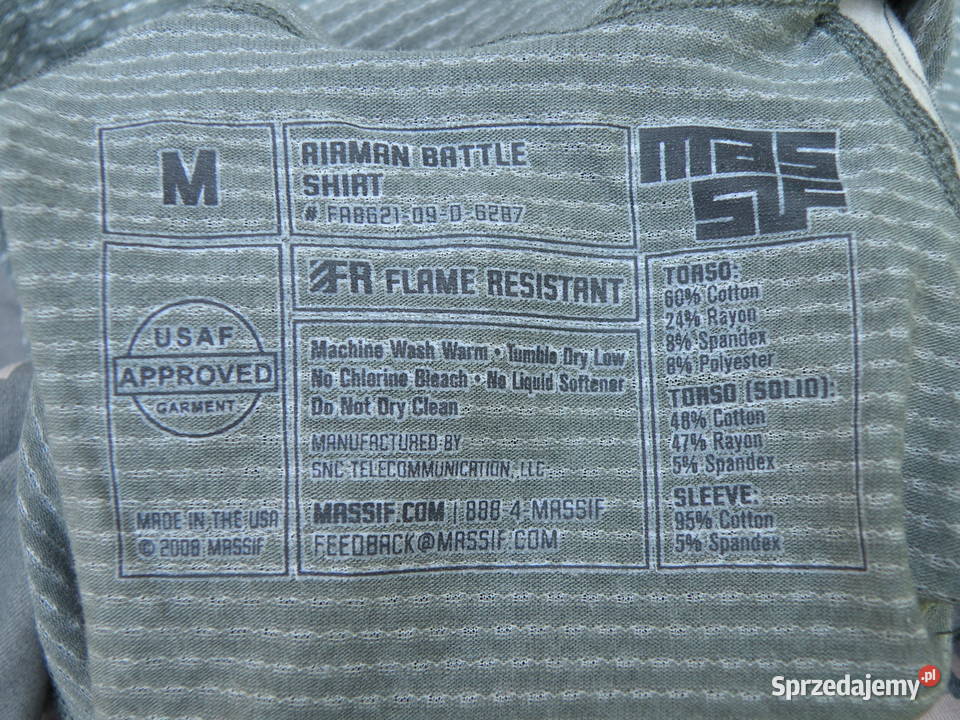 M
AIRMAN BATTLE
SHIRT
# FA8621-09-D-6287
MASSIF
FR FLAME RESISTANT
USAF
APPROVED
GARMENT
MADE IN THE USA
© 2008 MASSIF
Machine Wash Warm • Tumble Dry Low
No Chlorine Bleach • No Liquid Softener
Do Not Dry Clean
MANUFACTURED BY
SNC TELECOMMUNICATION, LLC
MASSIF.COM | 888-4-MASSIF
FEEDBACK@MASSIF.COM
TORSO:
60% Cotton
24% Rayon
8% Spandex
8% Polyester
TORSO (SOLID):
48% Cotton
47% Rayon
5% Spandex
SLEEVE:
95% Cotton
5% Spandex
Sprzedajemy.pl